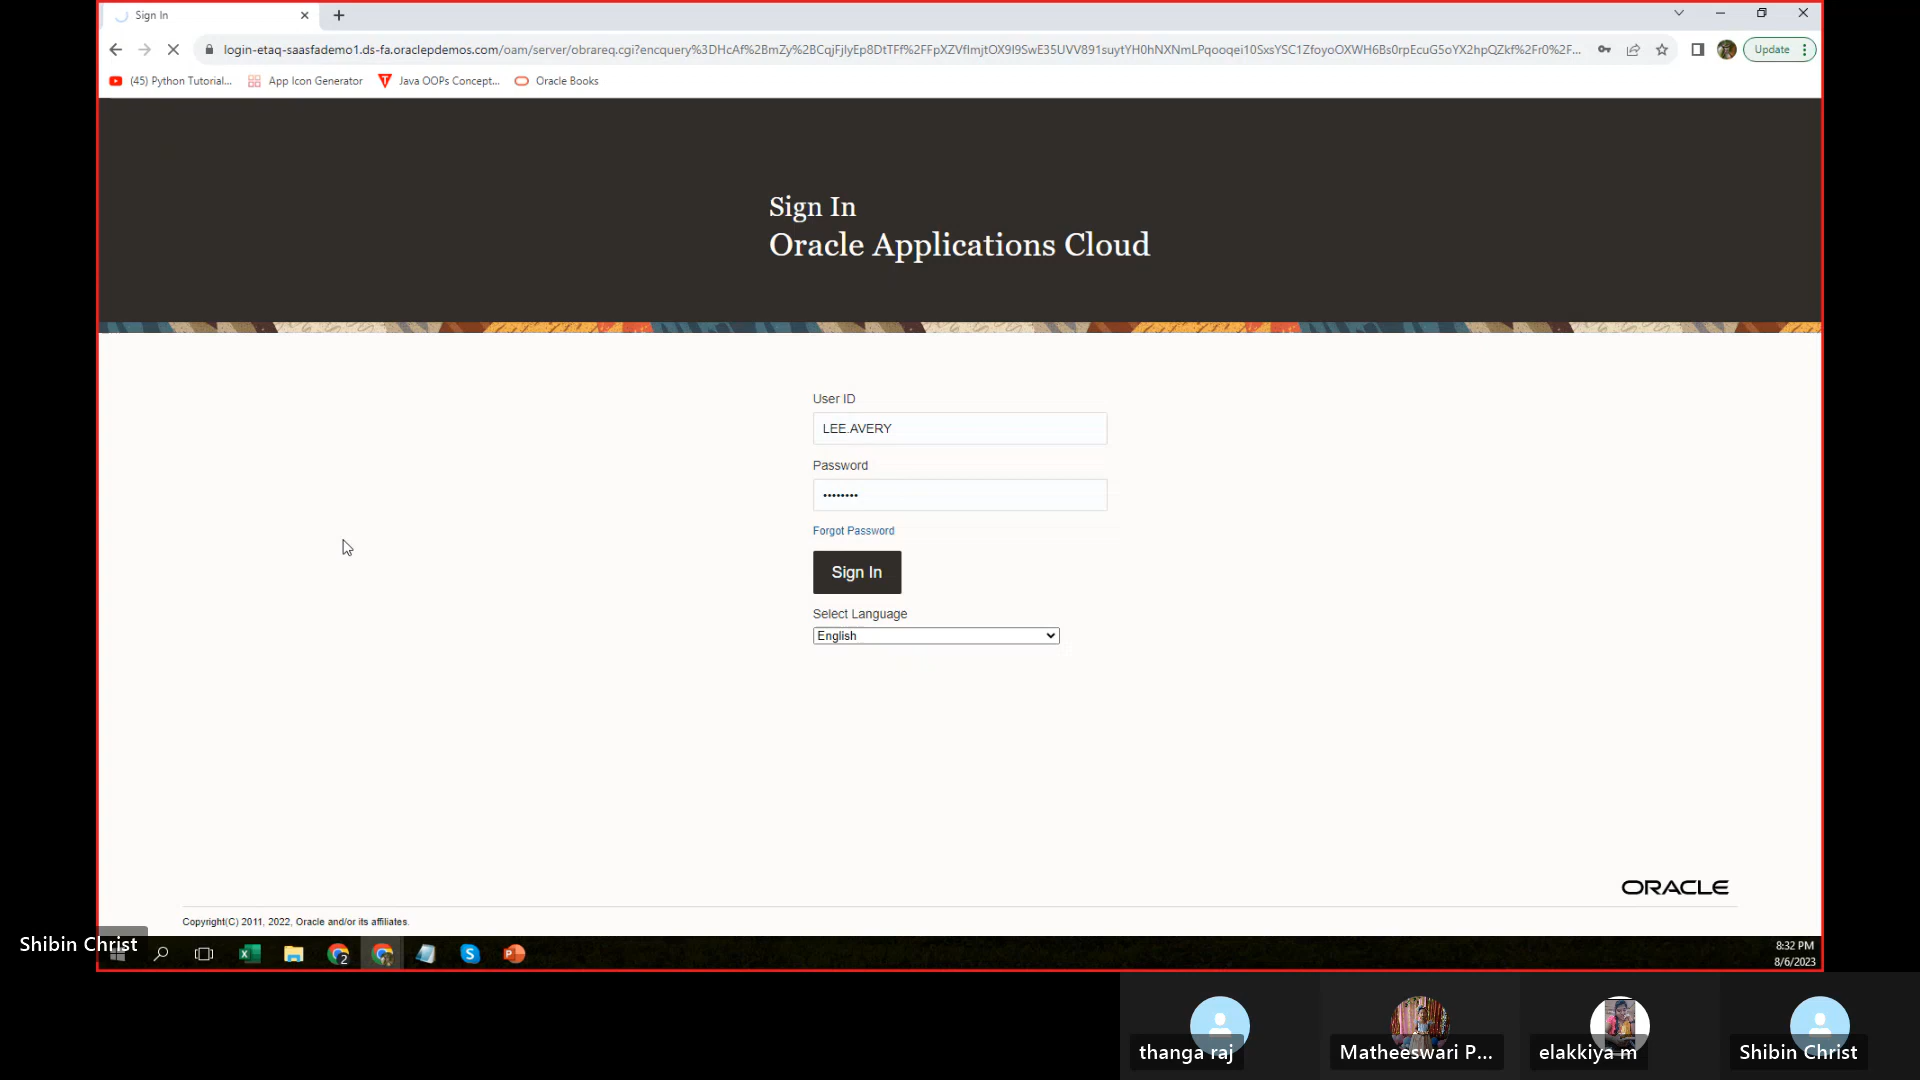 Sign In
login-etaq-saasfademo1.ds-fa.oraclepdemos.com/oam/server/obrareq.cgi?encquery%3DHcAf%2BmZy%2BCqjFjlyEp8DtTFf%2FFpXZVfImjtOX9I9SwE35UVV891suytYH0hNXNmLPqooqei10SxsYSC1ZfoyoOXWH6Bs0rpEcuG5oYX2hpQZkf%2Fr0%2F...
Update
(45) Python Tutorial...
App Icon Generator
Java OOPs Concept...
Oracle Books
Sign In
Oracle Applications Cloud
User ID
LEE.AVERY
Password
••••••••
Forgot Password
Sign In
Select Language
English
ORACLE
Copyright(C) 2011, 2022, Oracle and/or its affiliates.
Shibin Christ
2
8:32 PM
8/6/2023
thanga raj
Matheeswari P...
elakkiya m
Shibin Christ